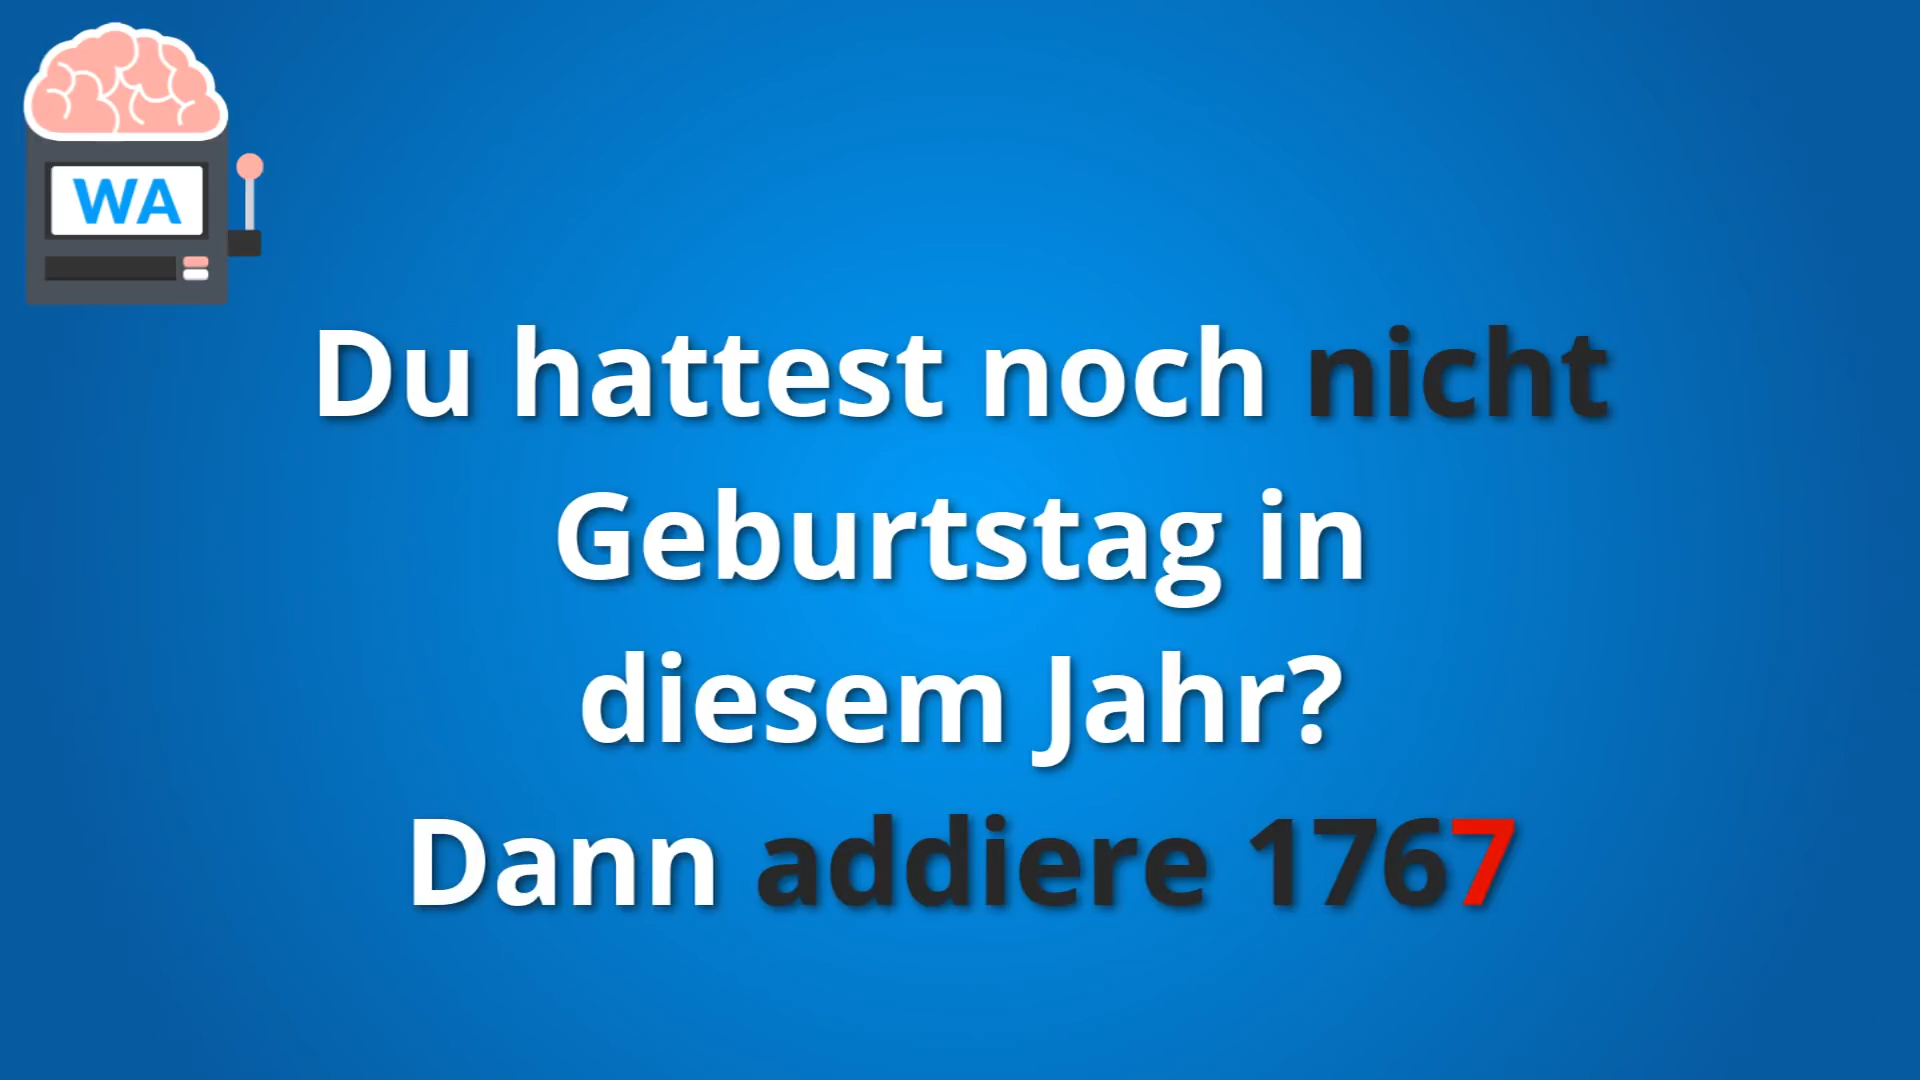 WA
Du hattest noch nicht
Geburtstag in
diesem Jahr?
Dann addiere 1767